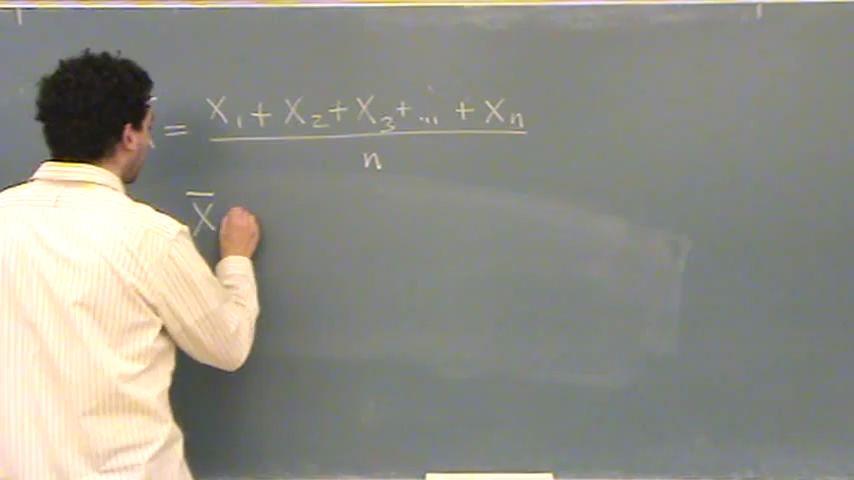 = X₁ + X₂ + X₃ + ... + Xₙ
n
X̅